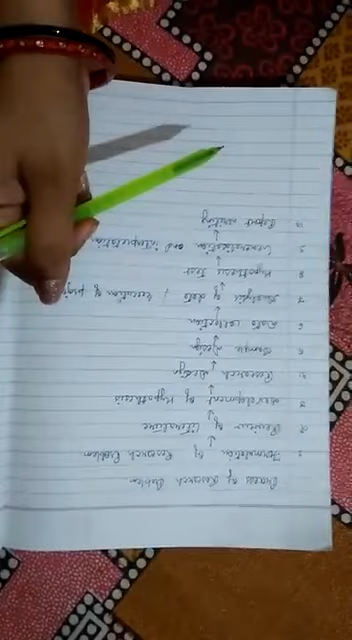 Process of Research Problem
1. Formulation of Research Problem
↓
2. Review of Literature
↓
3. development of Hypothesis
↓
4. Research design
↓
5. Sample design
↓
6. Data collection
↓
7. Analysis of data / Execution of
↓
8. Hypothesis Test
↓
9. Generalisation and interpretation
↓
10. Report writing